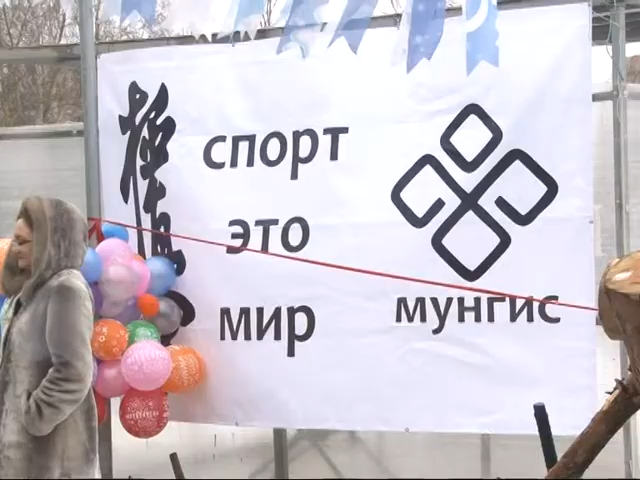 спорт
это
мир
мунгис